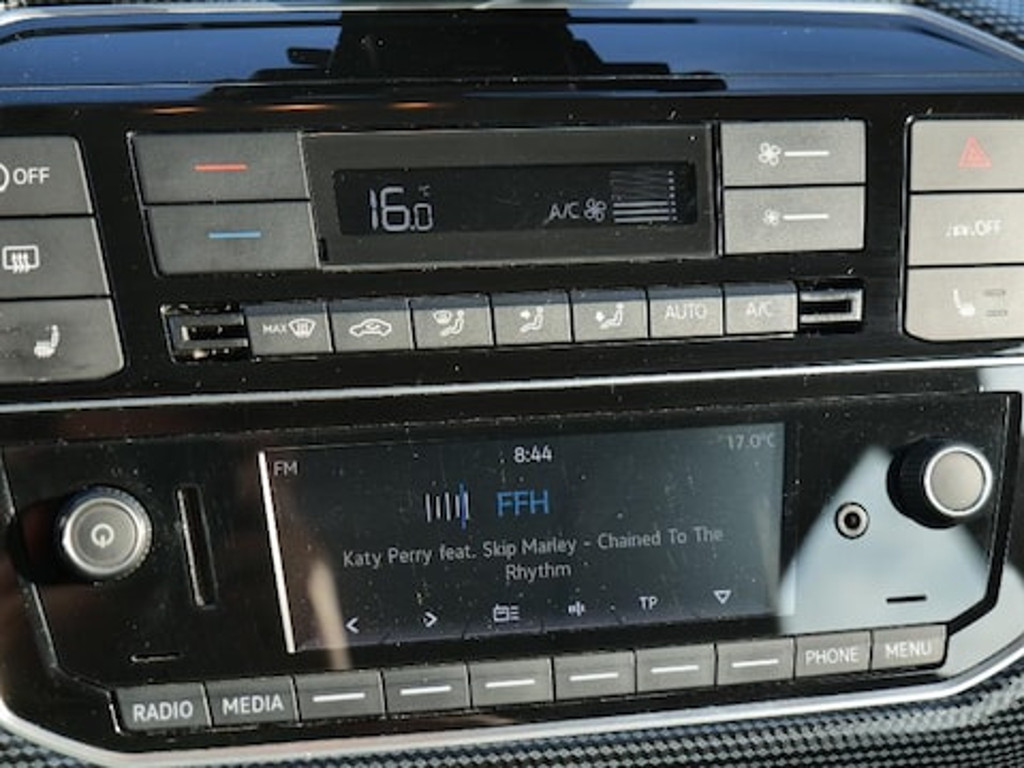 OFF
16.0 °C
A/C
OFF
MAX
AUTO
A/C
FM
8:44
17.0°C
FFH
Katy Perry feat. Skip Marley - Chained To The
Rhythm
< > TP
RADIO
MEDIA
PHONE
MENU